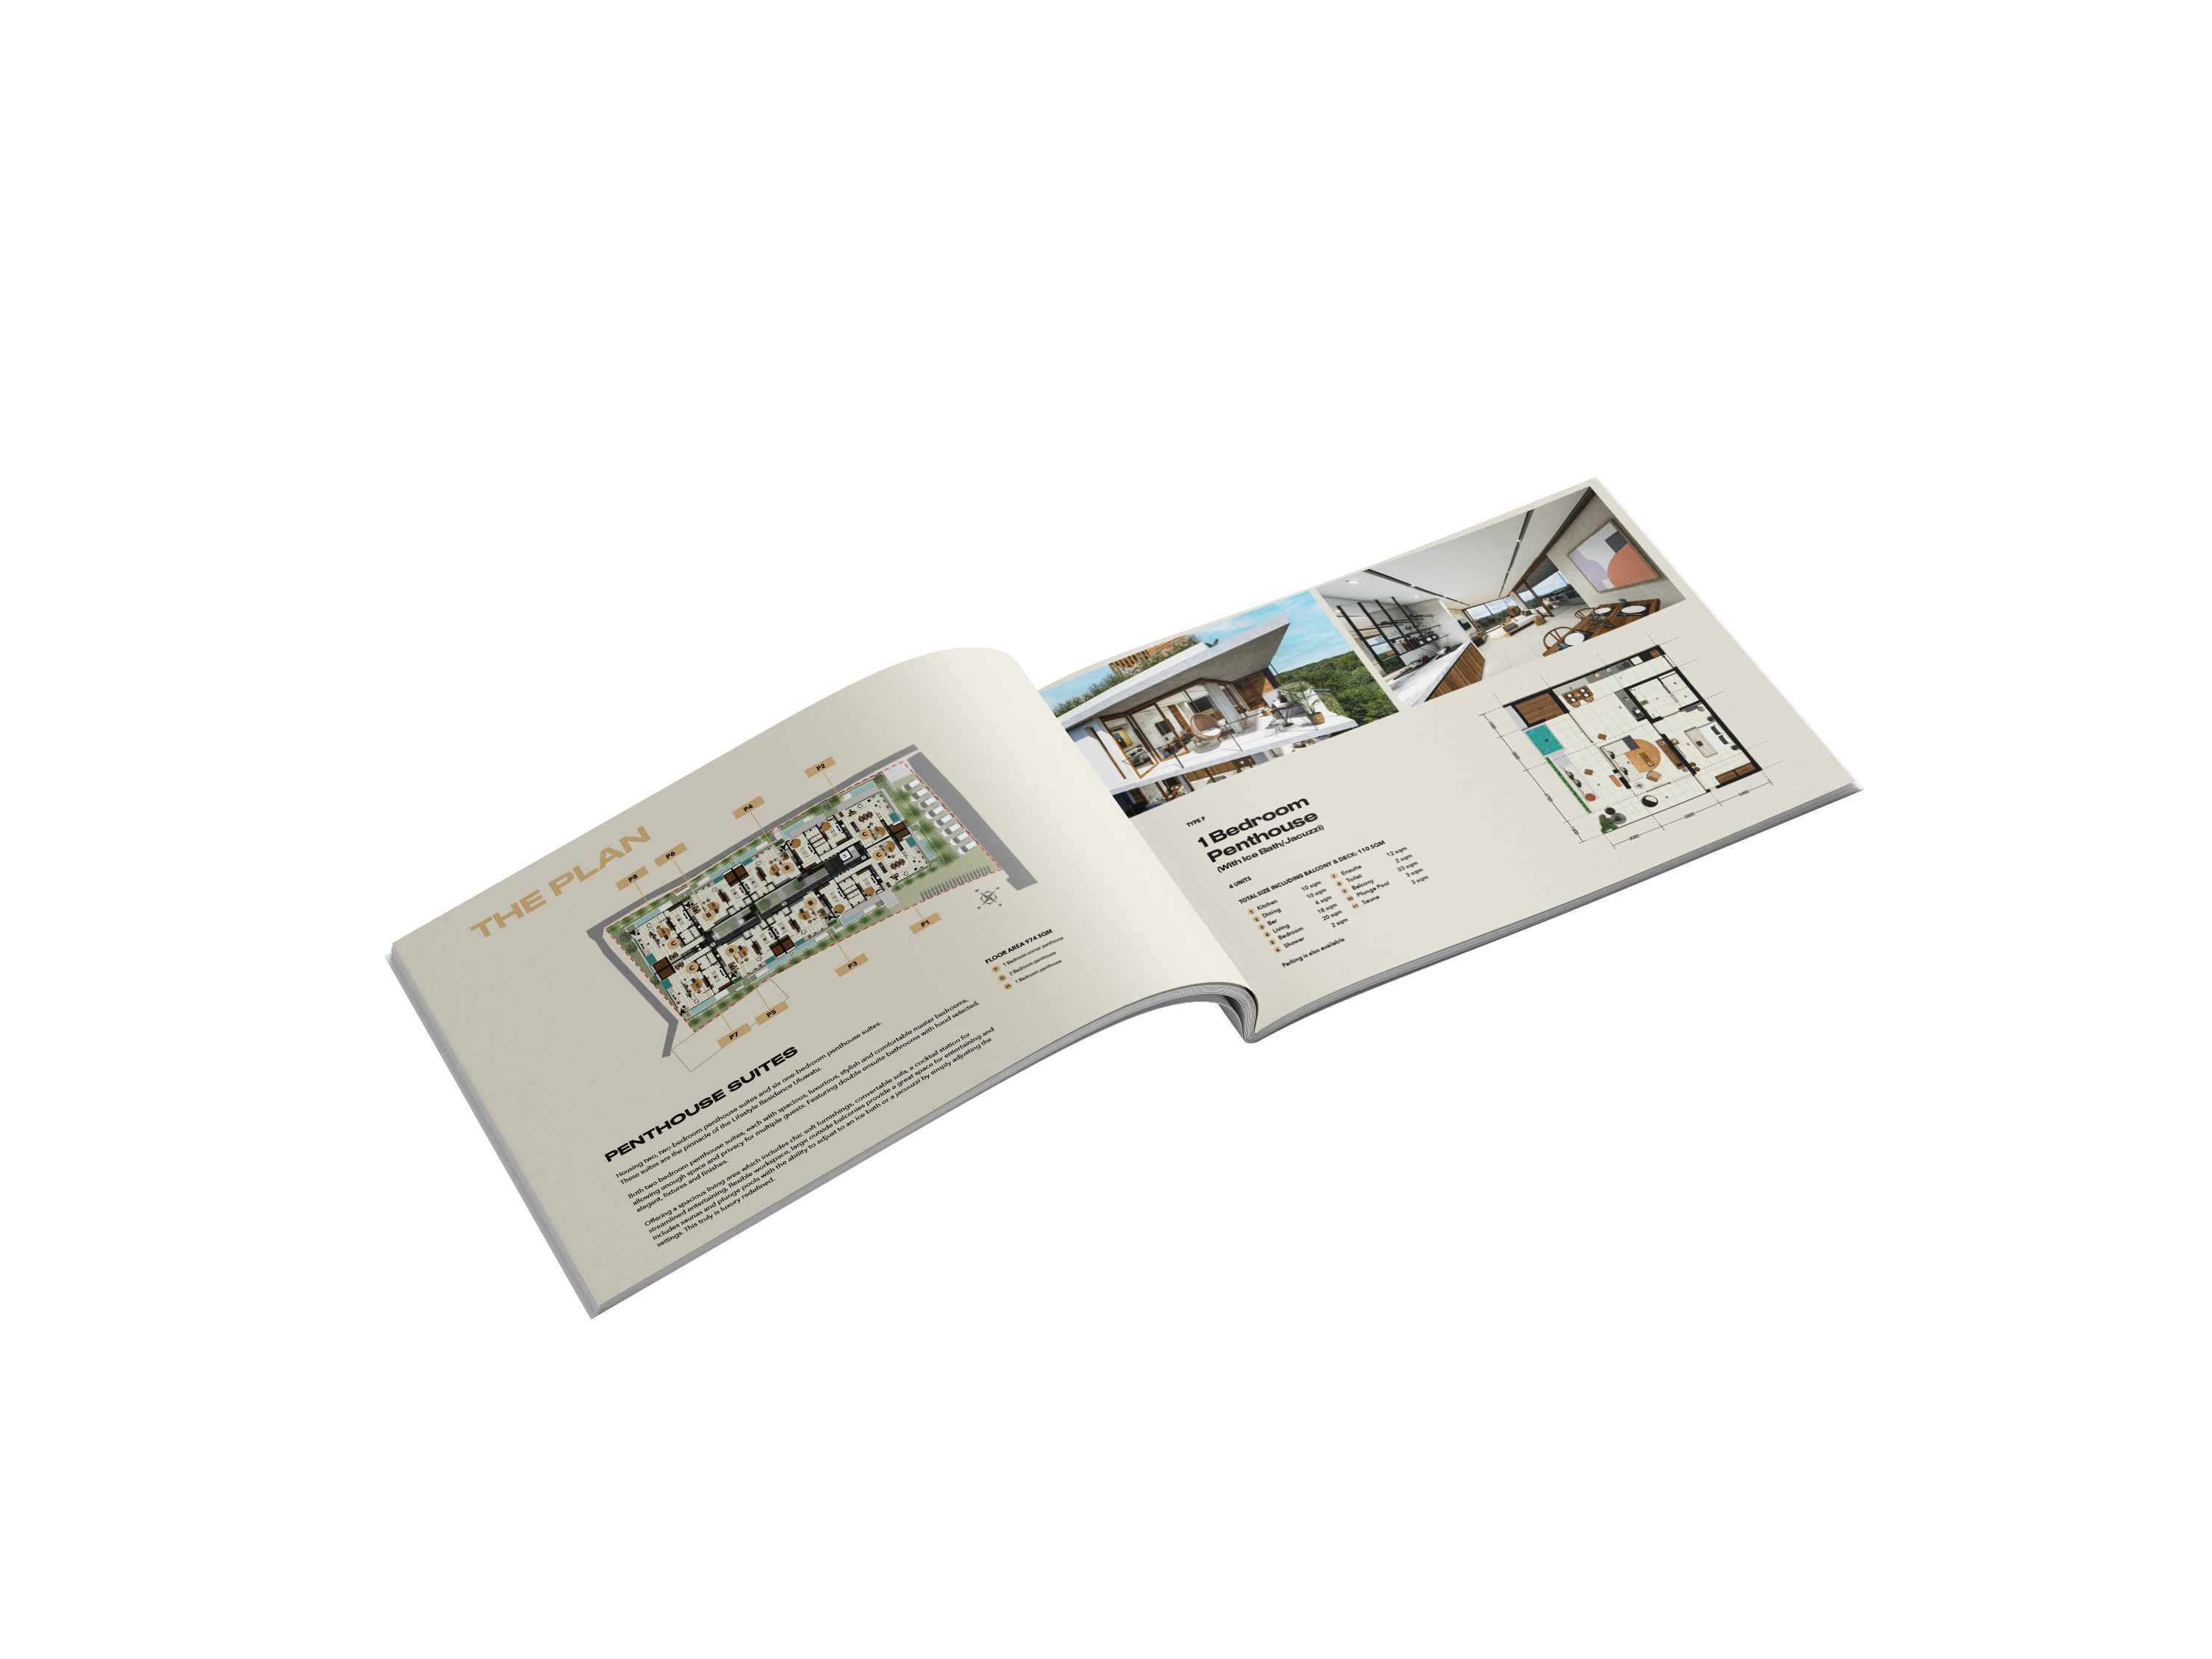 THE PLAN
P2
P4
P6
P8
P1
P3
P5
P7
C
C
B
B
B
B
C
C
FLOOR AREA 974 SQM
F 1 Bedroom corner penthouse
G 2 Bedroom penthouse
H 1 Bedroom penthouse
PENTHOUSE SUITES
Housing two, two-bedroom penthouse suites and six one-bedroom penthouse suites.
These suites are the pinnacle of the Lifestyle Residence Uluwatu.
Both two-bedroom penthouse suites, each with spacious, luxurious, stylish and comfortable master bedrooms,
allowing enough space and privacy for multiple guests. Featuring double ensuite bathrooms with hand selected,
elegant, fixtures and finishes.
Offering a spacious living area which includes chic soft furnishings, convertable sofa, a cocktail station for
streamlined entertaining, flexible workspace, large outside balconies provide a great space for entertaining and
includes saunas and plunge pools with the ability to adjust to an ice bath or a jacuuzzi by simply adjusting the
settings. This truly is luxury redefined.
TYPE F
1 Bedroom
Penthouse
(With Ice Bath/Jacuzzi)
4 UNITS
TOTAL SIZE INCLUDING BALCONY & DECK: 110 SQM
1 Kitchen 10 sqm
2 Dining 10 sqm
3 Bar 4 sqm
4 Living 18 sqm
5 Bedroom 20 sqm
6 Shower 2 sqm
7 Ensuite 12 sqm
8 Toilet 2 sqm
9 Balcony 33 sqm
10 Plunge Pool 3 sqm
11 Sauna 3 sqm
Parking is also available